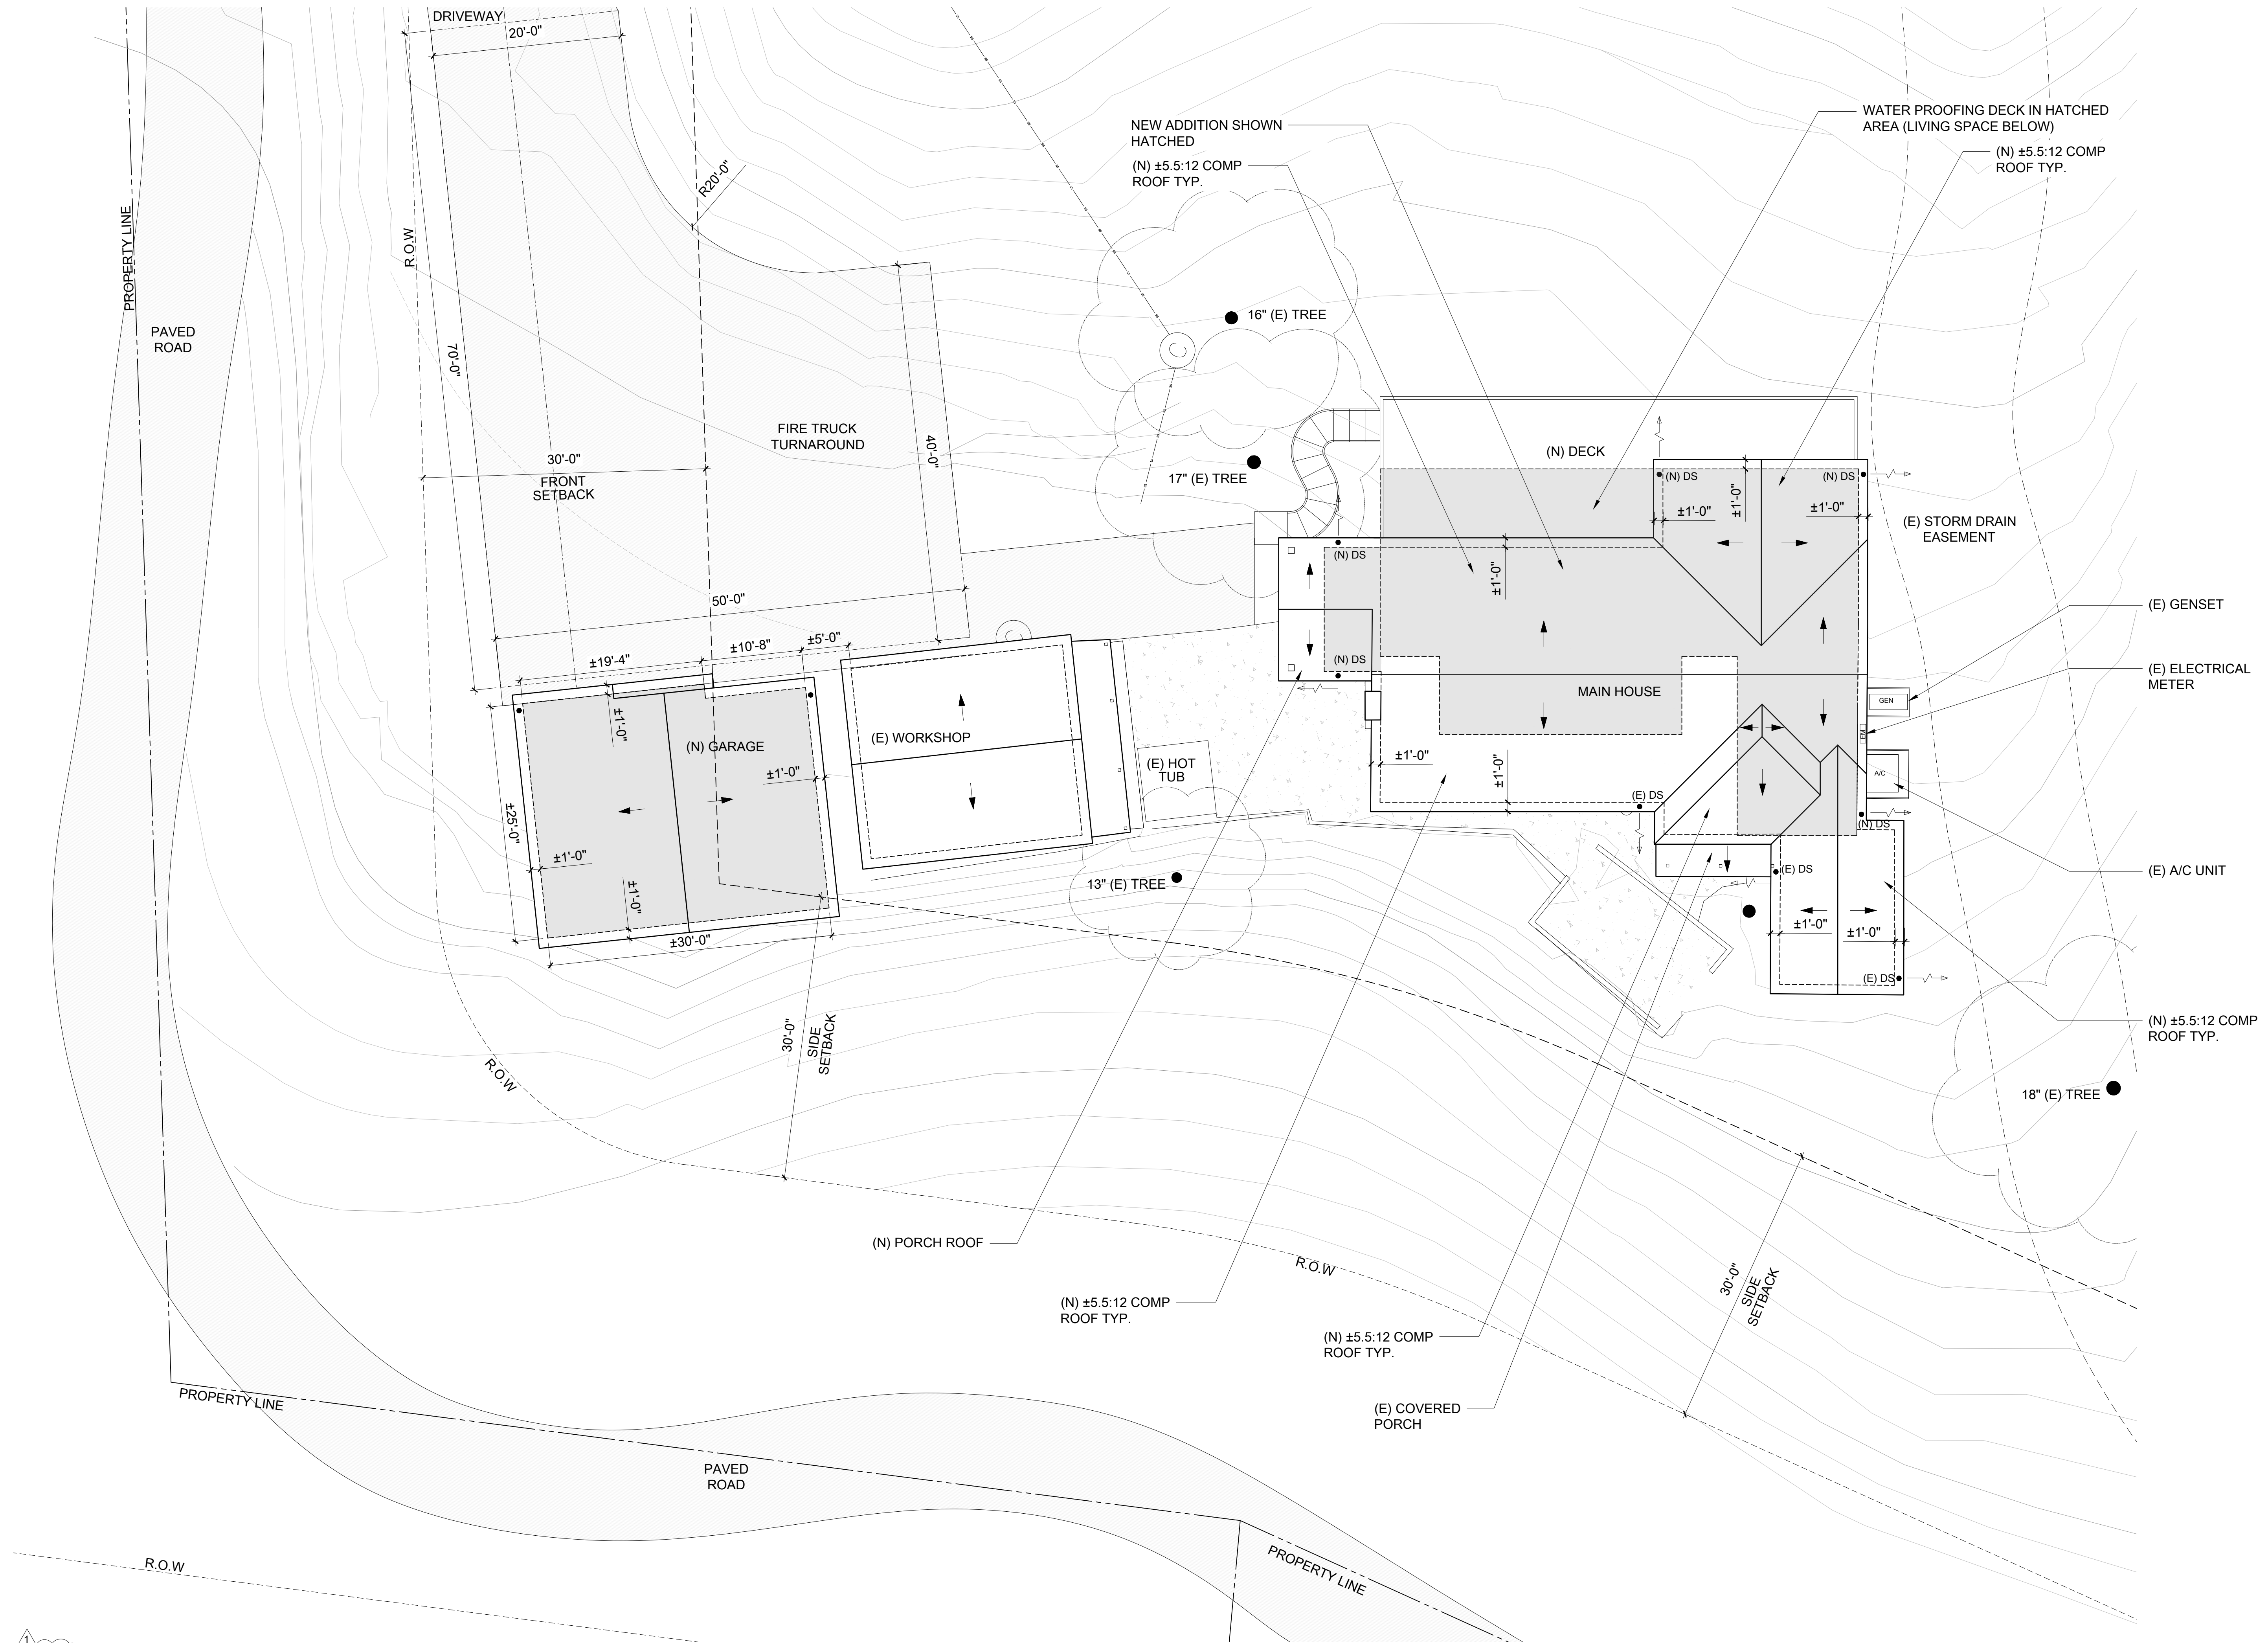 DRIVEWAY
20'-0"
R20'-0"
PROPERTY LINE
R.O.W
PAVED
ROAD
70'-0"
FIRE TRUCK
TURNAROUND
40'-0"
30'-0"
FRONT
SETBACK
50'-0"
NEW ADDITION SHOWN
HATCHED
(N) ±5.5:12 COMP
ROOF TYP.
WATER PROOFING DECK IN HATCHED
AREA (LIVING SPACE BELOW)
(N) ±5.5:12 COMP
ROOF TYP.
16" (E) TREE
17" (E) TREE
(N) DECK
(N) DS
(N) DS
±1'-0"
±1'-0"
±1'-0"
(E) STORM DRAIN
EASEMENT
(N) DS
±1'-0"
(E) GENSET
±19'-4"
±10'-8"
±5'-0"
(N) DS
(E) ELECTRICAL
METER
MAIN HOUSE
GEN
EM
A/C
±1'-0"
(N) GARAGE
(E) WORKSHOP
±1'-0"
(E) HOT
TUB
±1'-0"
±1'-0"
(E) DS
(N) DS
±25'-0"
±1'-0"
±1'-0"
±30'-0"
13" (E) TREE
(E) DS
(E) A/C UNIT
±1'-0"
±1'-0"
(E) DS
(N) ±5.5:12 COMP
ROOF TYP.
30'-0"
SIDE
SETBACK
R.O.W
18" (E) TREE
(N) PORCH ROOF
R.O.W
30'-0"
SIDE
SETBACK
(N) ±5.5:12 COMP
ROOF TYP.
(N) ±5.5:12 COMP
ROOF TYP.
(E) COVERED
PORCH
PROPERTY LINE
PAVED
ROAD
R.O.W
PROPERTY LINE
1